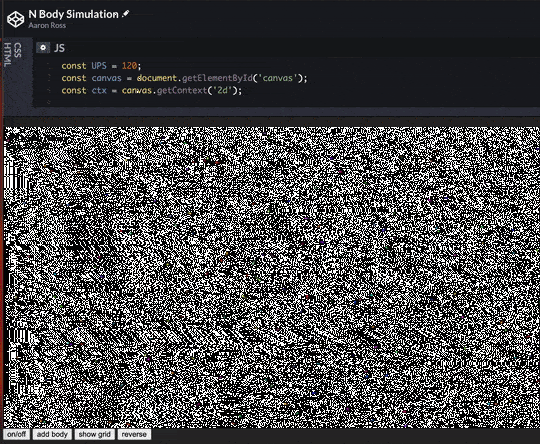 N Body Simulation
Aaron Ross
HTML
CSS
JS
const UPS = 120;
const canvas = document.getElementById('canvas');
const ctx = canvas.getContext('2d');
on/off
add body
show grid
reverse